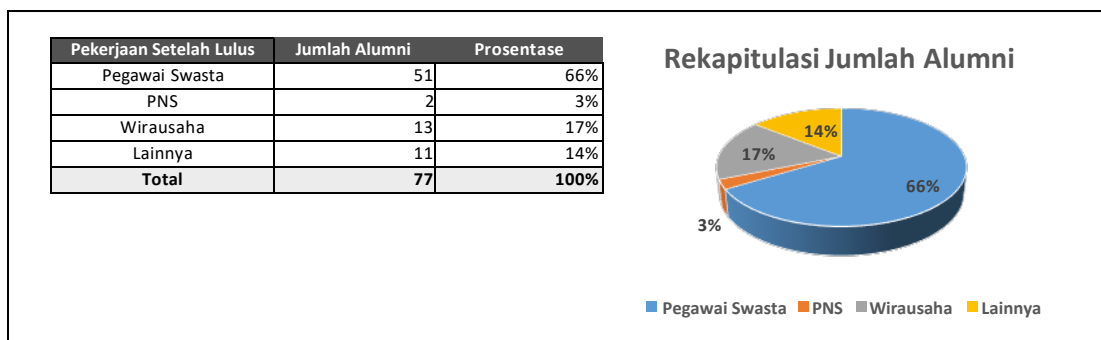 Pekerjaan Setelah Lulus Jumlah Alumni Prosentase
Pegawai Swasta 51 66%
PNS 2 3%
Wirausaha 13 17%
Lainnya 11 14%
Total 77 100%
Rekapitulasi Jumlah Alumni
14%
17%
66%
3%
Pegawai Swasta PNS Wirausaha Lainnya